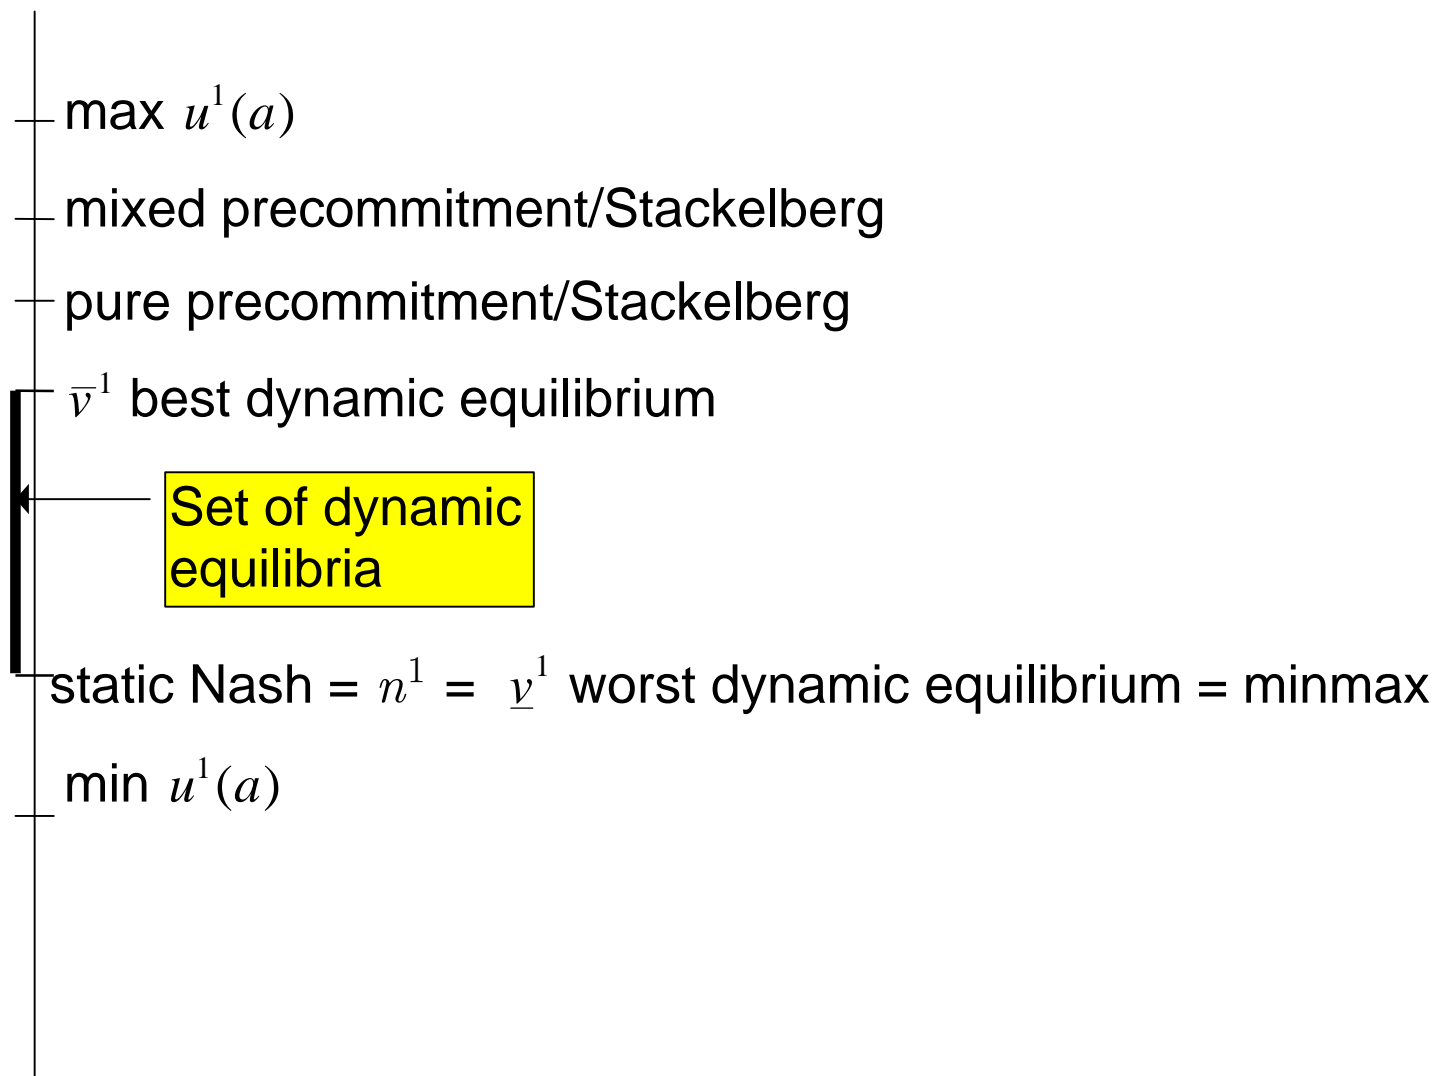 max u¹(a)
mixed precommitment/Stackelberg
pure precommitment/Stackelberg
v̅¹ best dynamic equilibrium
Set of dynamic
equilibria
static Nash = n¹ = v̲¹ worst dynamic equilibrium = minmax
min u¹(a)